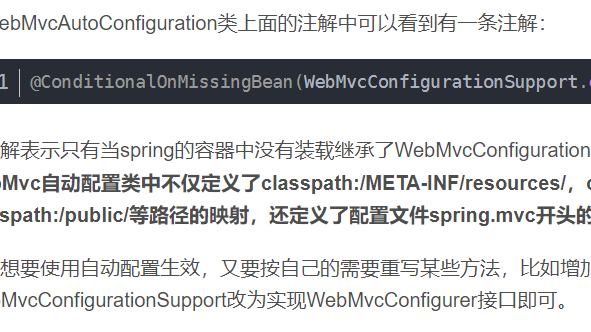 ebMvcAutoConfiguration类上面的注解中可以看到有一条注解：
1 @ConditionalOnMissingBean(WebMvcConfigurationSupport.
解表示只有当spring的容器中没有装载继承了WebMvcConfiguration
bMvc自动配置类中不仅定义了classpath:/META-INF/resources/，
spath:/public/等路径的映射，还定义了配置文件spring.mvc开头的
想要使用自动配置生效，又要按自己的需要重写某些方法，比如增加
bMvcConfigurationSupport改为实现WebMvcConfigurer接口即可。